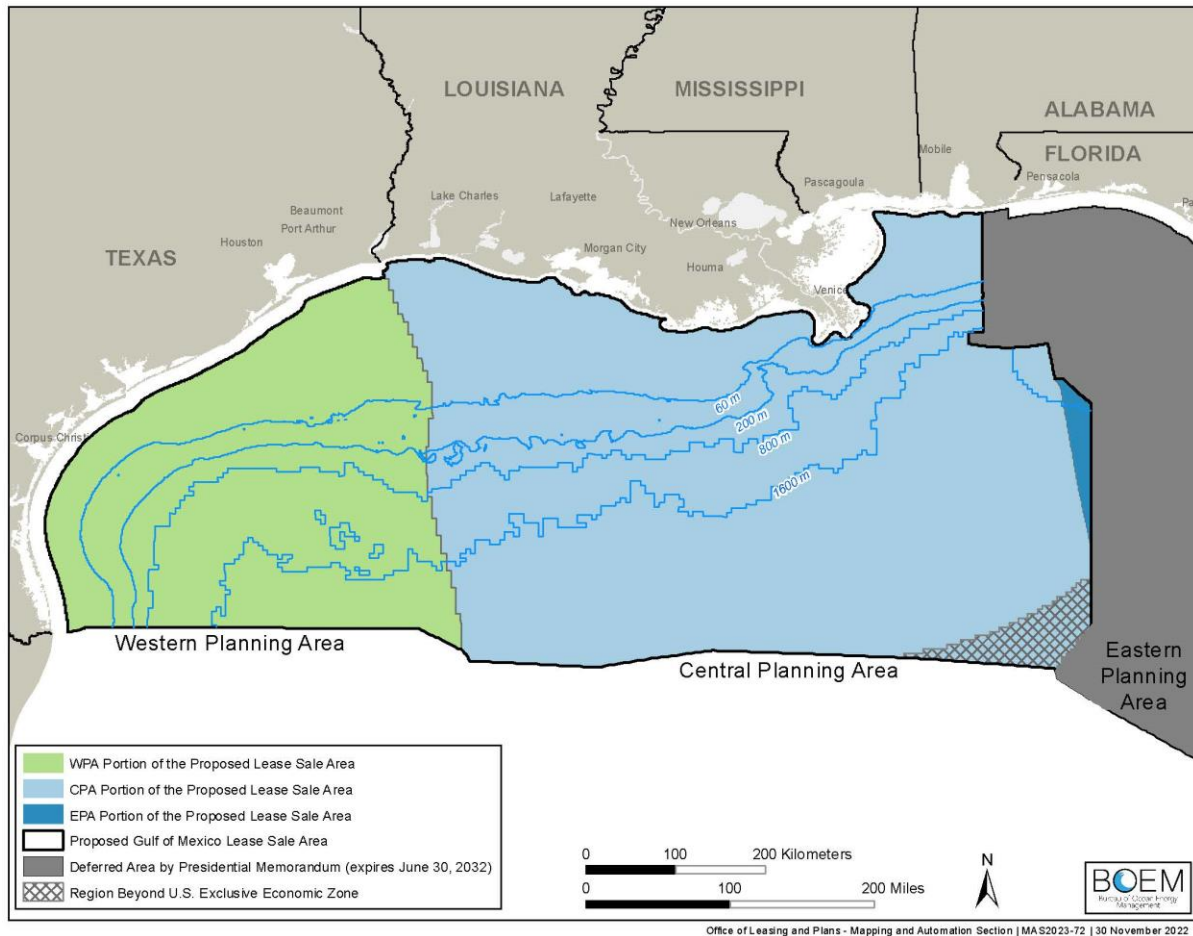 LOUISIANA
MISSISSIPPI
ALABAMA
FLORIDA
Mobile
Pensacola
Pa
Pascagoula
Lake Charles
Lafayette
Beaumont
Port Arthur
New Orleans
Houston
Morgan City
TEXAS
Houma
Venice
60 m
200 m
800 m
1600 m
Corpus Christi
Western Planning Area
Central Planning Area
Eastern
Planning
Area
WPA Portion of the Proposed Lease Sale Area
CPA Portion of the Proposed Lease Sale Area
EPA Portion of the Proposed Lease Sale Area
Proposed Gulf of Mexico Lease Sale Area
Deferred Area by Presidential Memorandum (expires June 30, 2032)
Region Beyond U.S. Exclusive Economic Zone
0 100 200 Kilometers
0 100 200 Miles
N
BOEM
Bureau of Ocean Energy
Management
Office of Leasing and Plans - Mapping and Automation Section | MAS2023-72 | 30 November 2022